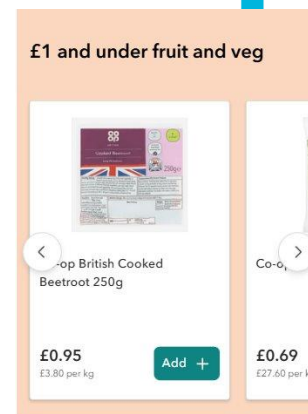 £1 and under fruit and veg
250g
-op British Cooked
Beetroot 250g
£0.95
£3.80 per kg
Add +
Co-o
£0.69
£27.60 per k